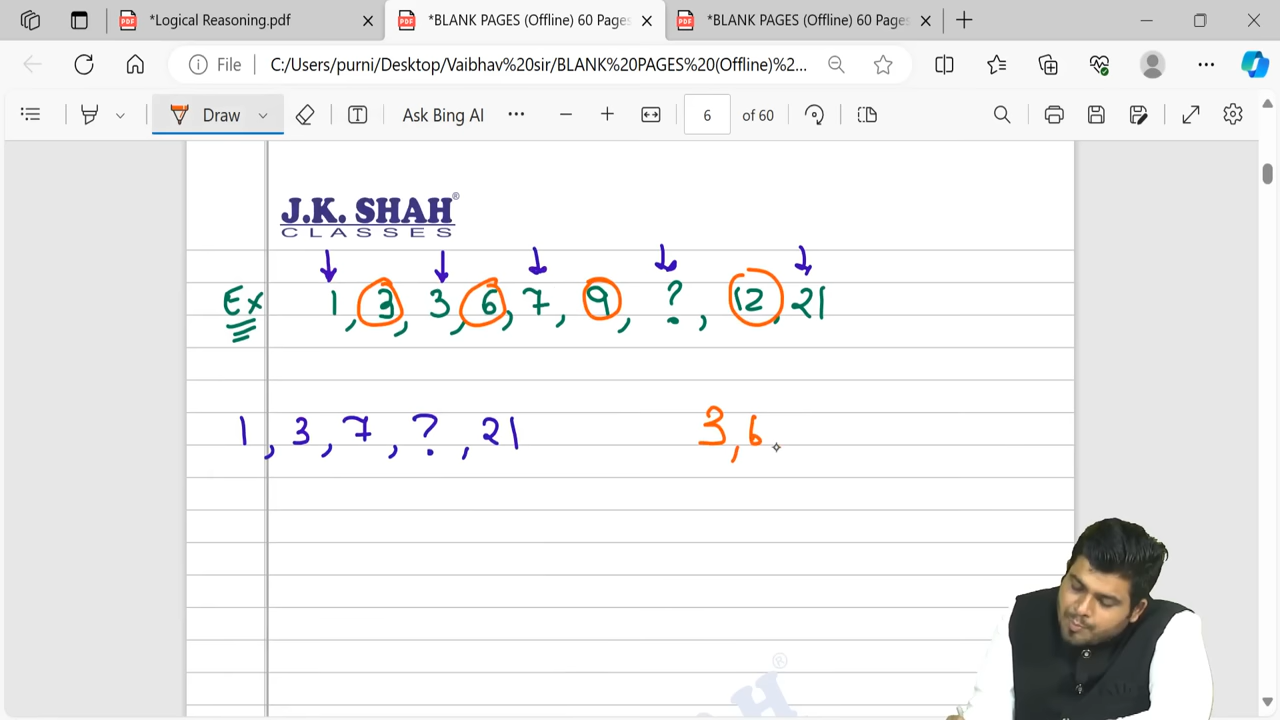 *Logical Reasoning.pdf
*BLANK PAGES (Offline) 60 Pages
*BLANK PAGES (Offline) 60 Pages
File C:/Users/purni/Desktop/Vaibhav%20sir/BLANK%20PAGES%20(Offline)%2...
Draw T Ask Bing AI 6 of 60
J.K. SHAH®
CLASSES
Ex 1, 3, 3, 6, 7, 9, ?, 12, 21
1, 3, 7, ?, 21 3, 6